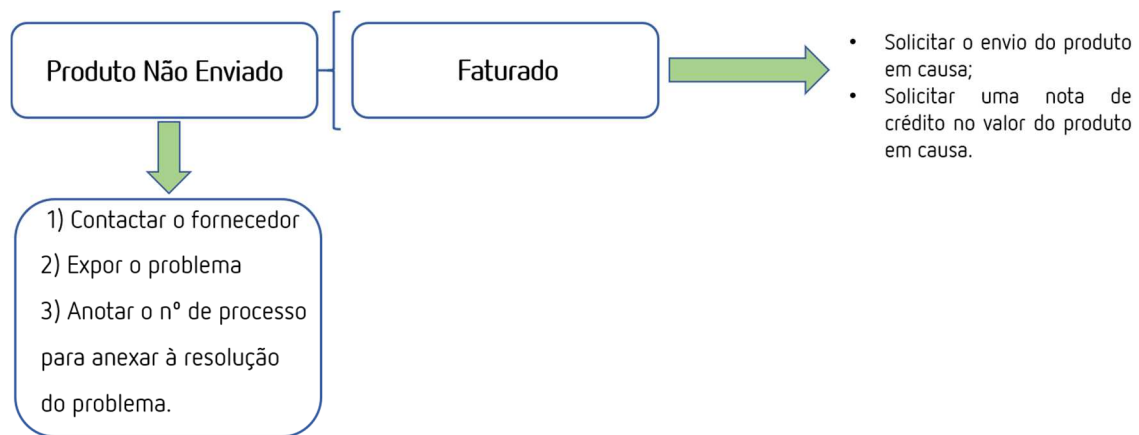 Produto Não Enviado
Faturado
• Solicitar o envio do produto
em causa;
• Solicitar uma nota de
crédito no valor do produto
em causa.
1) Contactar o fornecedor
2) Expor o problema
3) Anotar o nº de processo
para anexar à resolução
do problema.